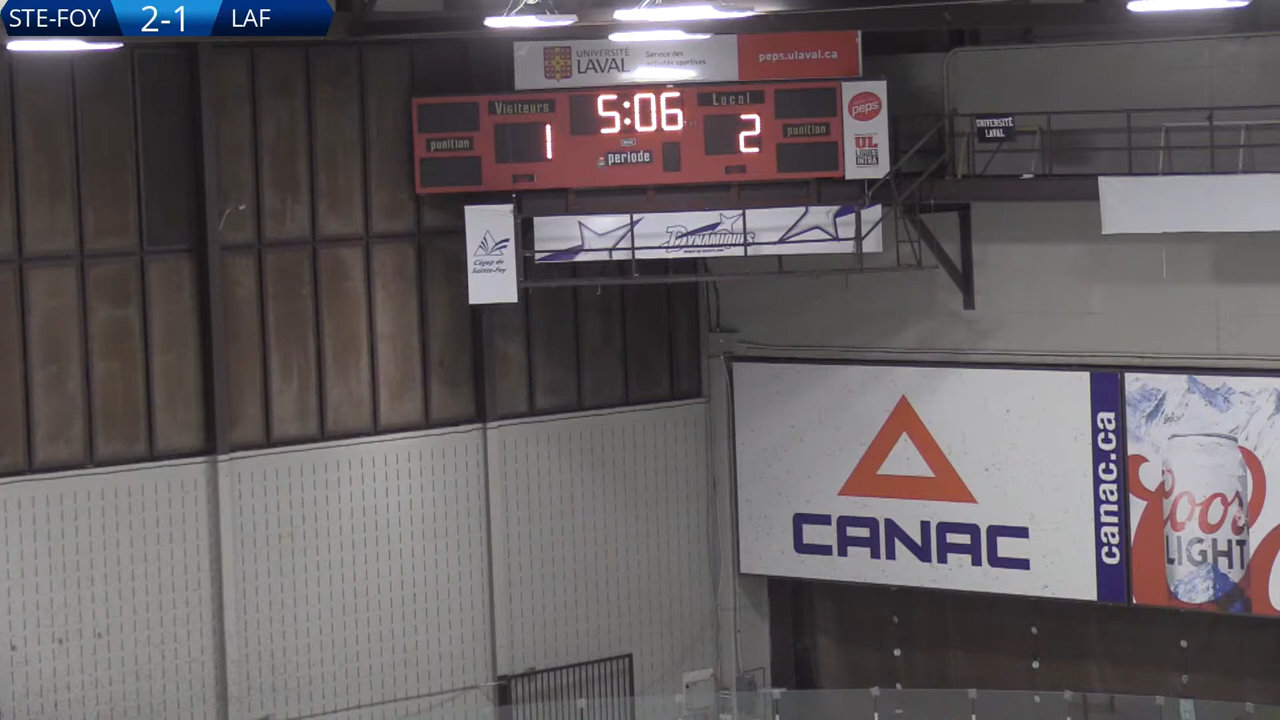 STE-FOY 2-1 LAF
UNIVERSITÉ
LAVAL
Service des
activités sportives
peps.ulaval.ca
Visiteurs
5:06
Local
punition
1
2
punition
periode
peps
UL
LIGUES
INTRA
UNIVERSITÉ
LAVAL
Cégep de
Sainte-Foy
DYNAMIQUES
CANAC
canac.ca
Coors
LIGHT